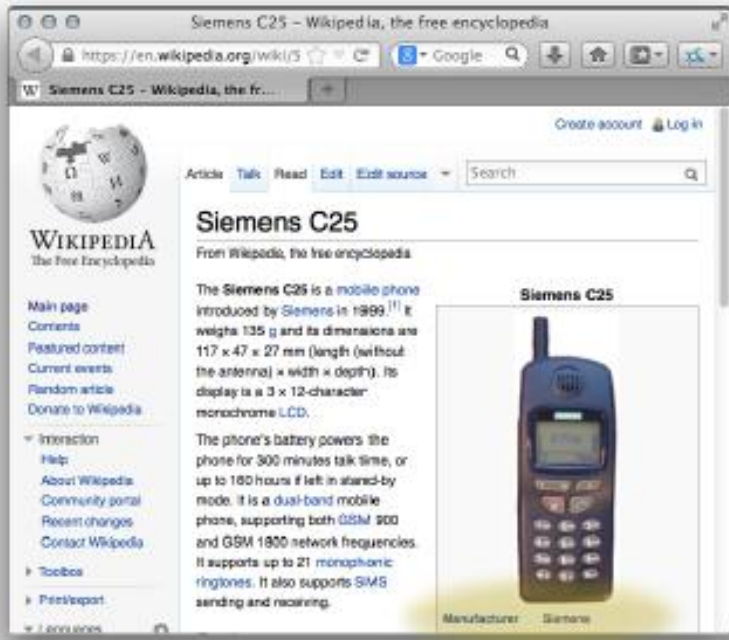 Siemens C25 – Wikipedia, the free encyclopedia
https://en.wikipedia.org/wiki/S
Google
W Siemens C25 – Wikipedia, the fr...
Create account Log in
Article Talk Read Edit Edit source Search
WIKIPEDIA
The Free Encyclopedia
Main page
Contents
Featured content
Current events
Random article
Donate to Wikipedia
Interaction
Help
About Wikipedia
Community portal
Recent changes
Contact Wikipedia
Toolbox
Print/export
Languages
Siemens C25
From Wikipedia, the free encyclopedia
The Siemens C25 is a mobile phone
introduced by Siemens in 1999.[1] It
weighs 135 g and its dimensions are
117 × 47 × 27 mm (length (without
the antenna) × width × depth). Its
display is a 3 × 12-character
monochrome LCD.
The phone's battery powers the
phone for 300 minutes talk time, or
up to 160 hours if left in
mode. It is a dual-band mobile
phone, supporting both GSM 900
and GSM 1800 network frequencies.
It supports up to 21 monophonic
ringtones. It also supports SMS
sending and receiving.
Siemens C25
Manufacturer Siemens